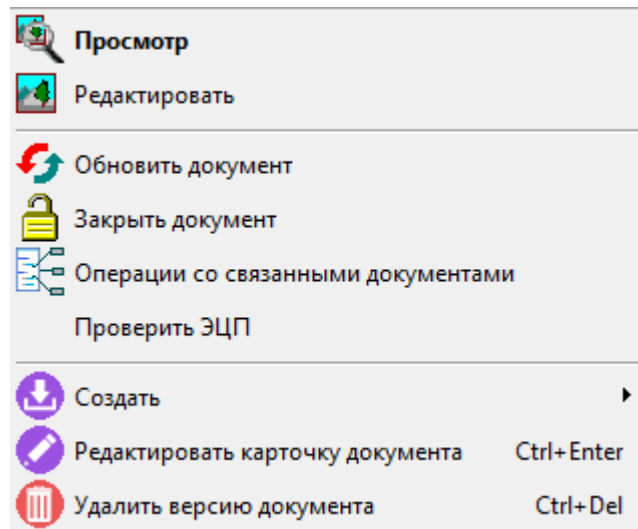 Просмотр
Редактировать
Обновить документ
Закрыть документ
Операции со связанными документами
Проверить ЭЦП
Создать
Редактировать карточку документа Ctrl+Enter
Удалить версию документа Ctrl+Del